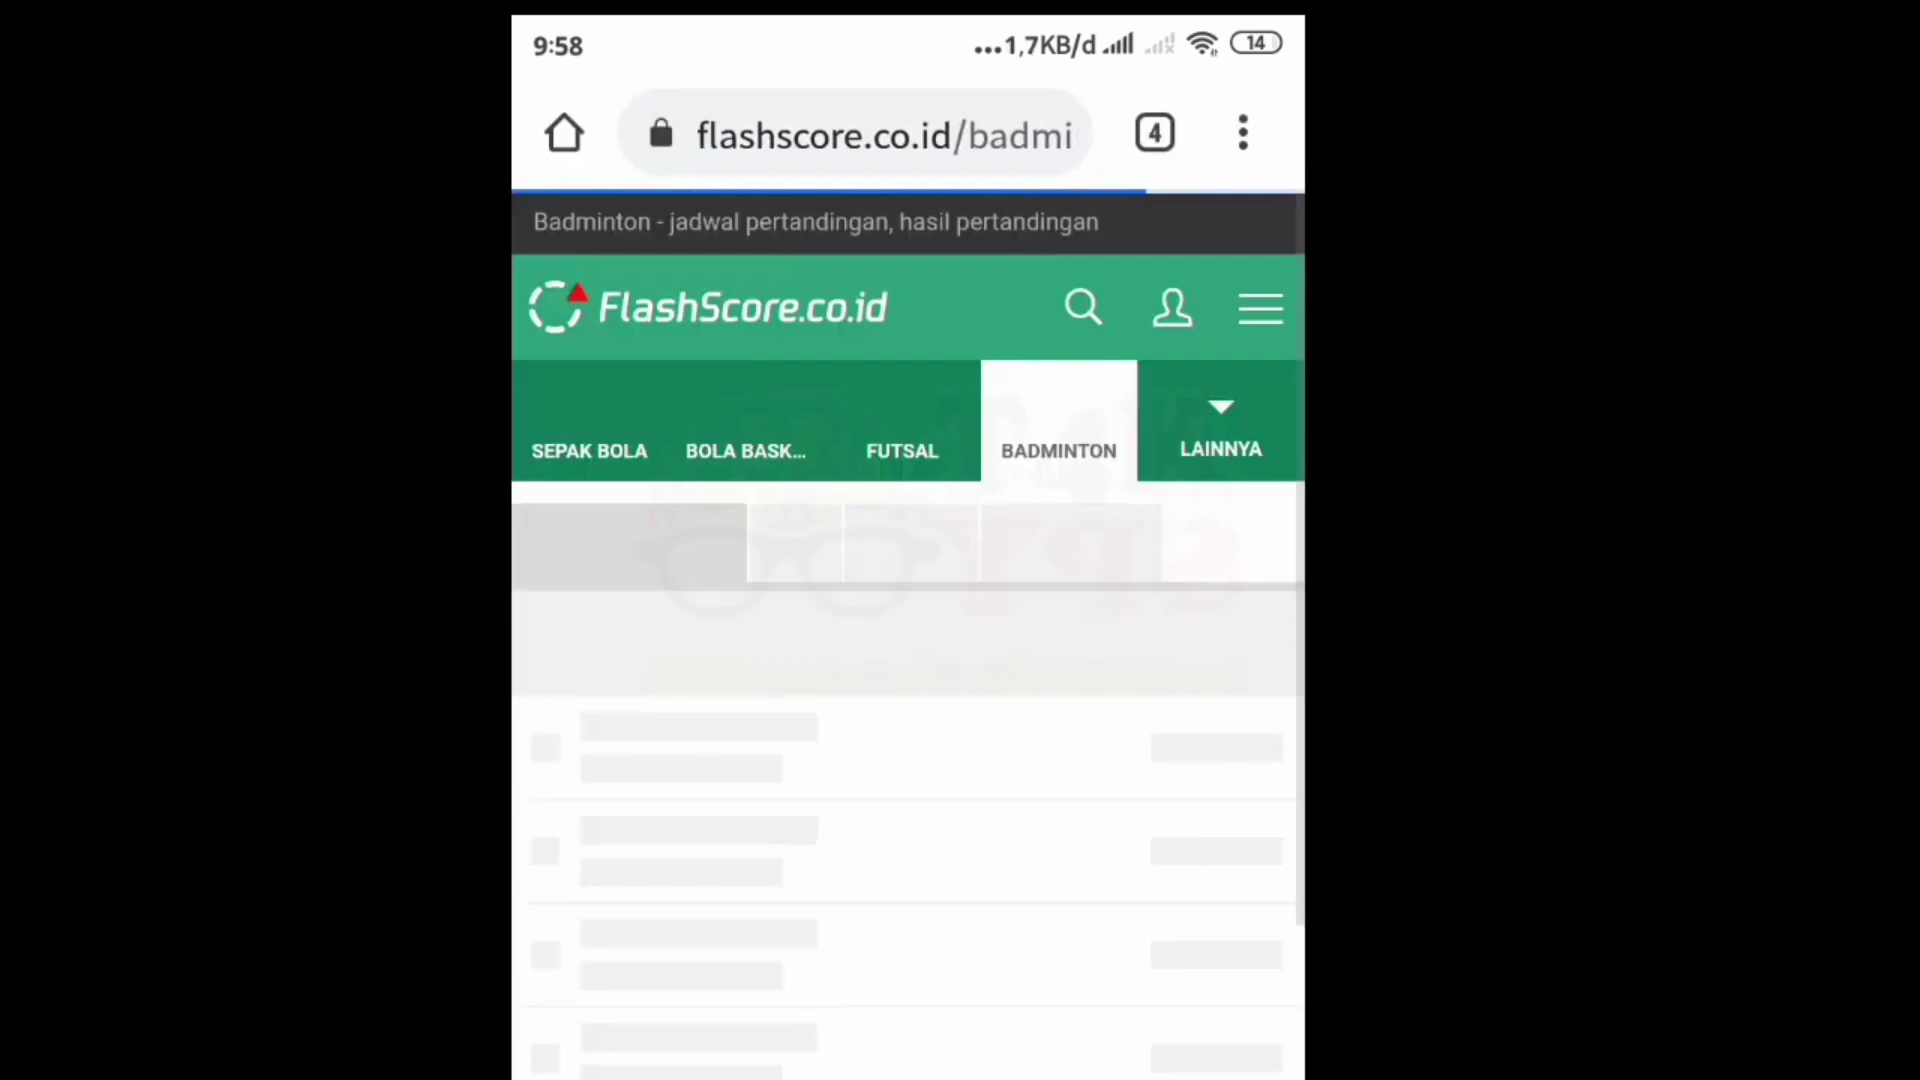 9:58
...1,7KB/d
14
flashscore.co.id/badmi
4
Badminton - jadwal pertandingan, hasil pertandingan
FlashScore.co.id
SEPAK BOLA
BOLA BASK...
FUTSAL
BADMINTON
LAINNYA